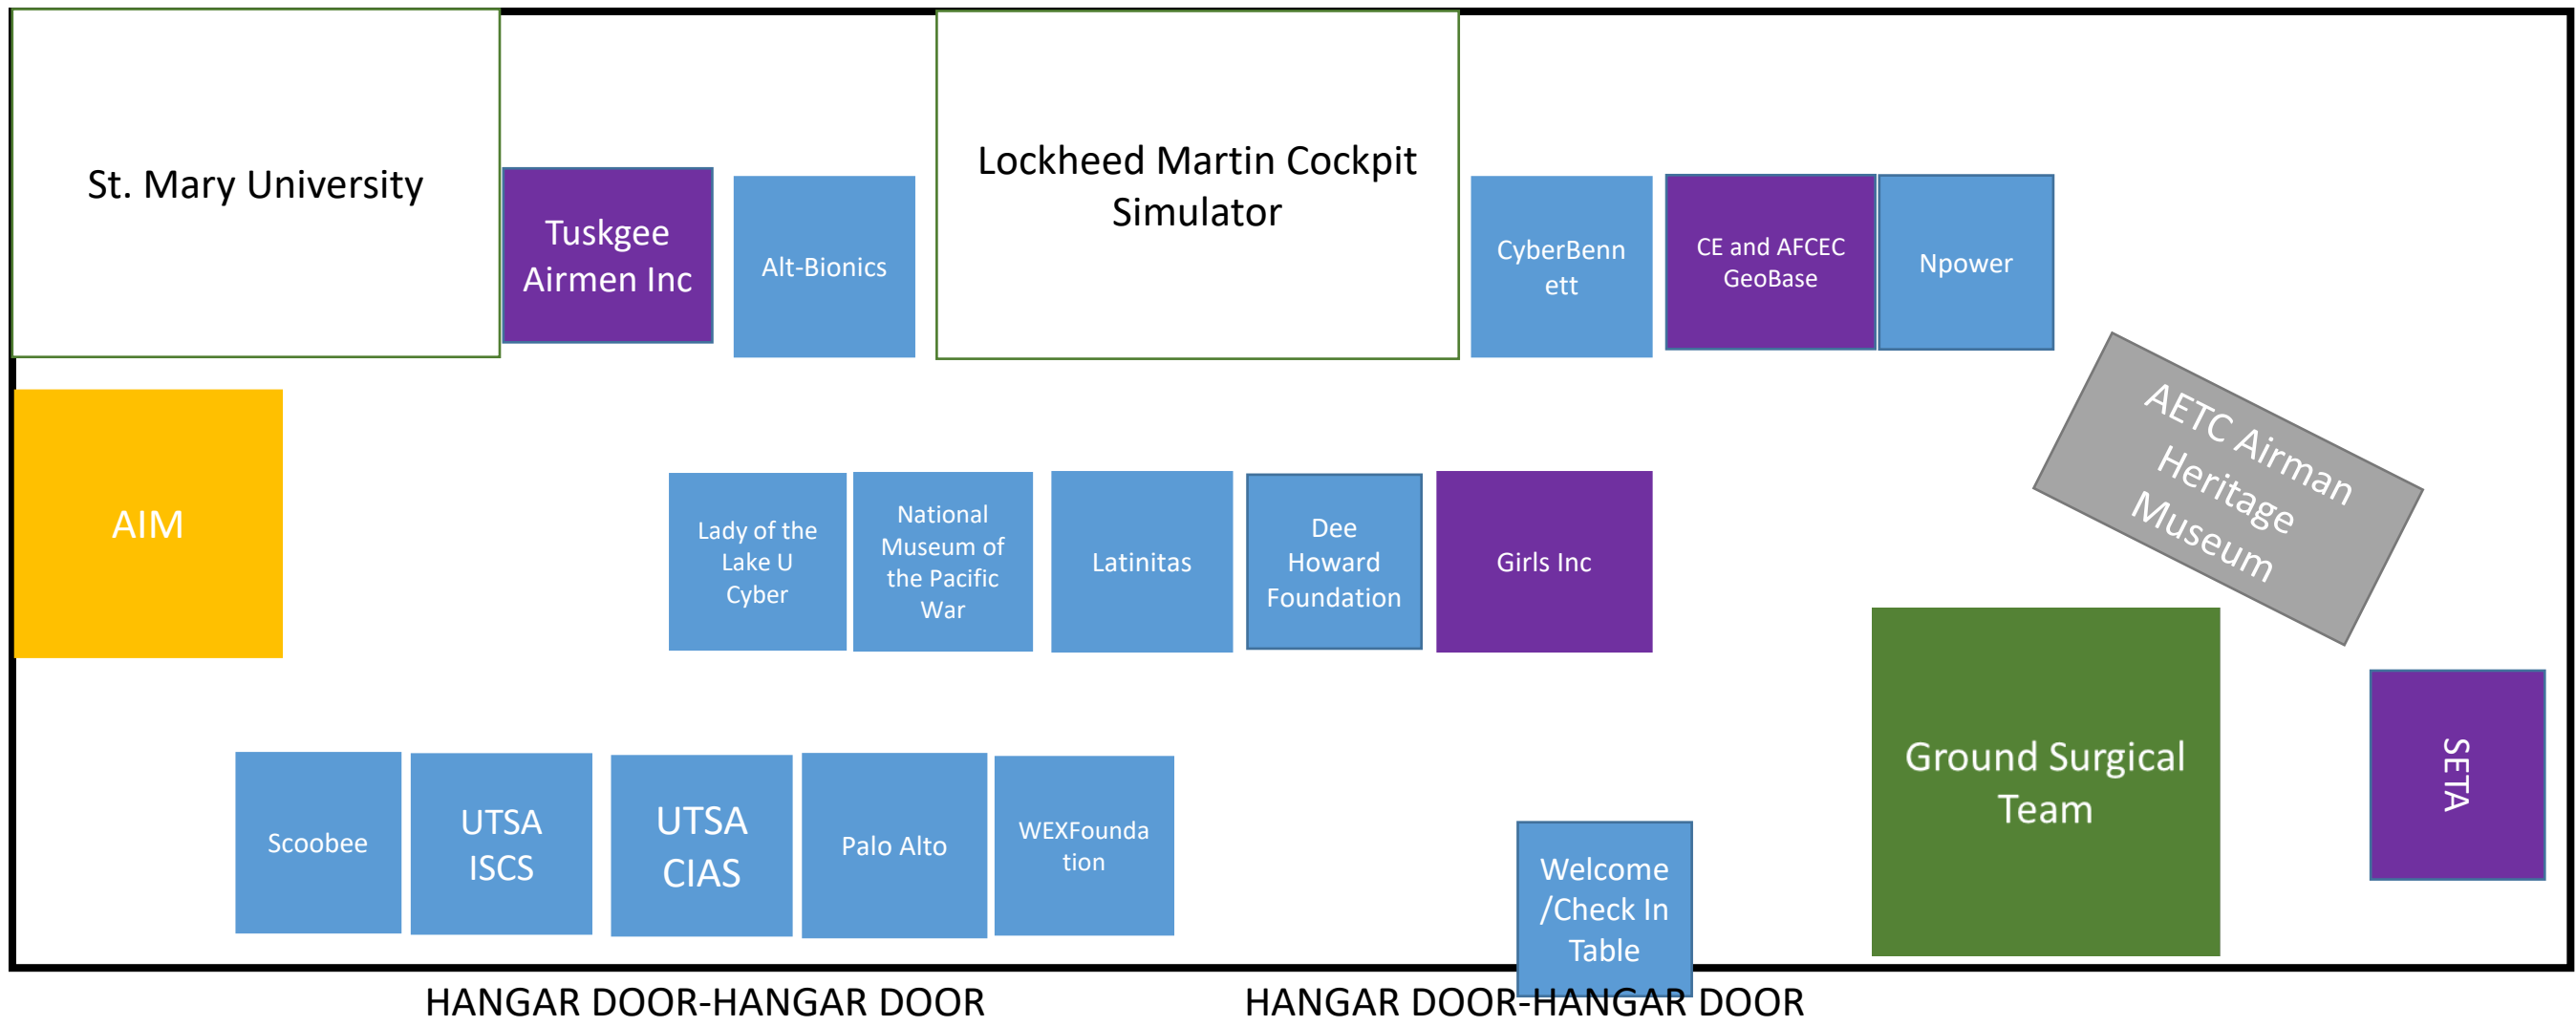 St. Mary University
Tuskgee
Airmen Inc
Alt-Bionics
Lockheed Martin Cockpit
Simulator
CyberBenn
ett
CE and AFCEC
GeoBase
Npower
AETC Airman
Heritage
Museum
AIM
Lady of the
Lake U
Cyber
National
Museum of
the Pacific
War
Latinitas
Dee
Howard
Foundation
Girls Inc
Ground Surgical
Team
SETA
Scoobee
UTSA
ISCS
UTSA
CIAS
Palo Alto
WEXFounda
tion
Welcome
/Check In
Table
HANGAR DOOR-HANGAR DOOR
HANGAR DOOR-HANGAR DOOR